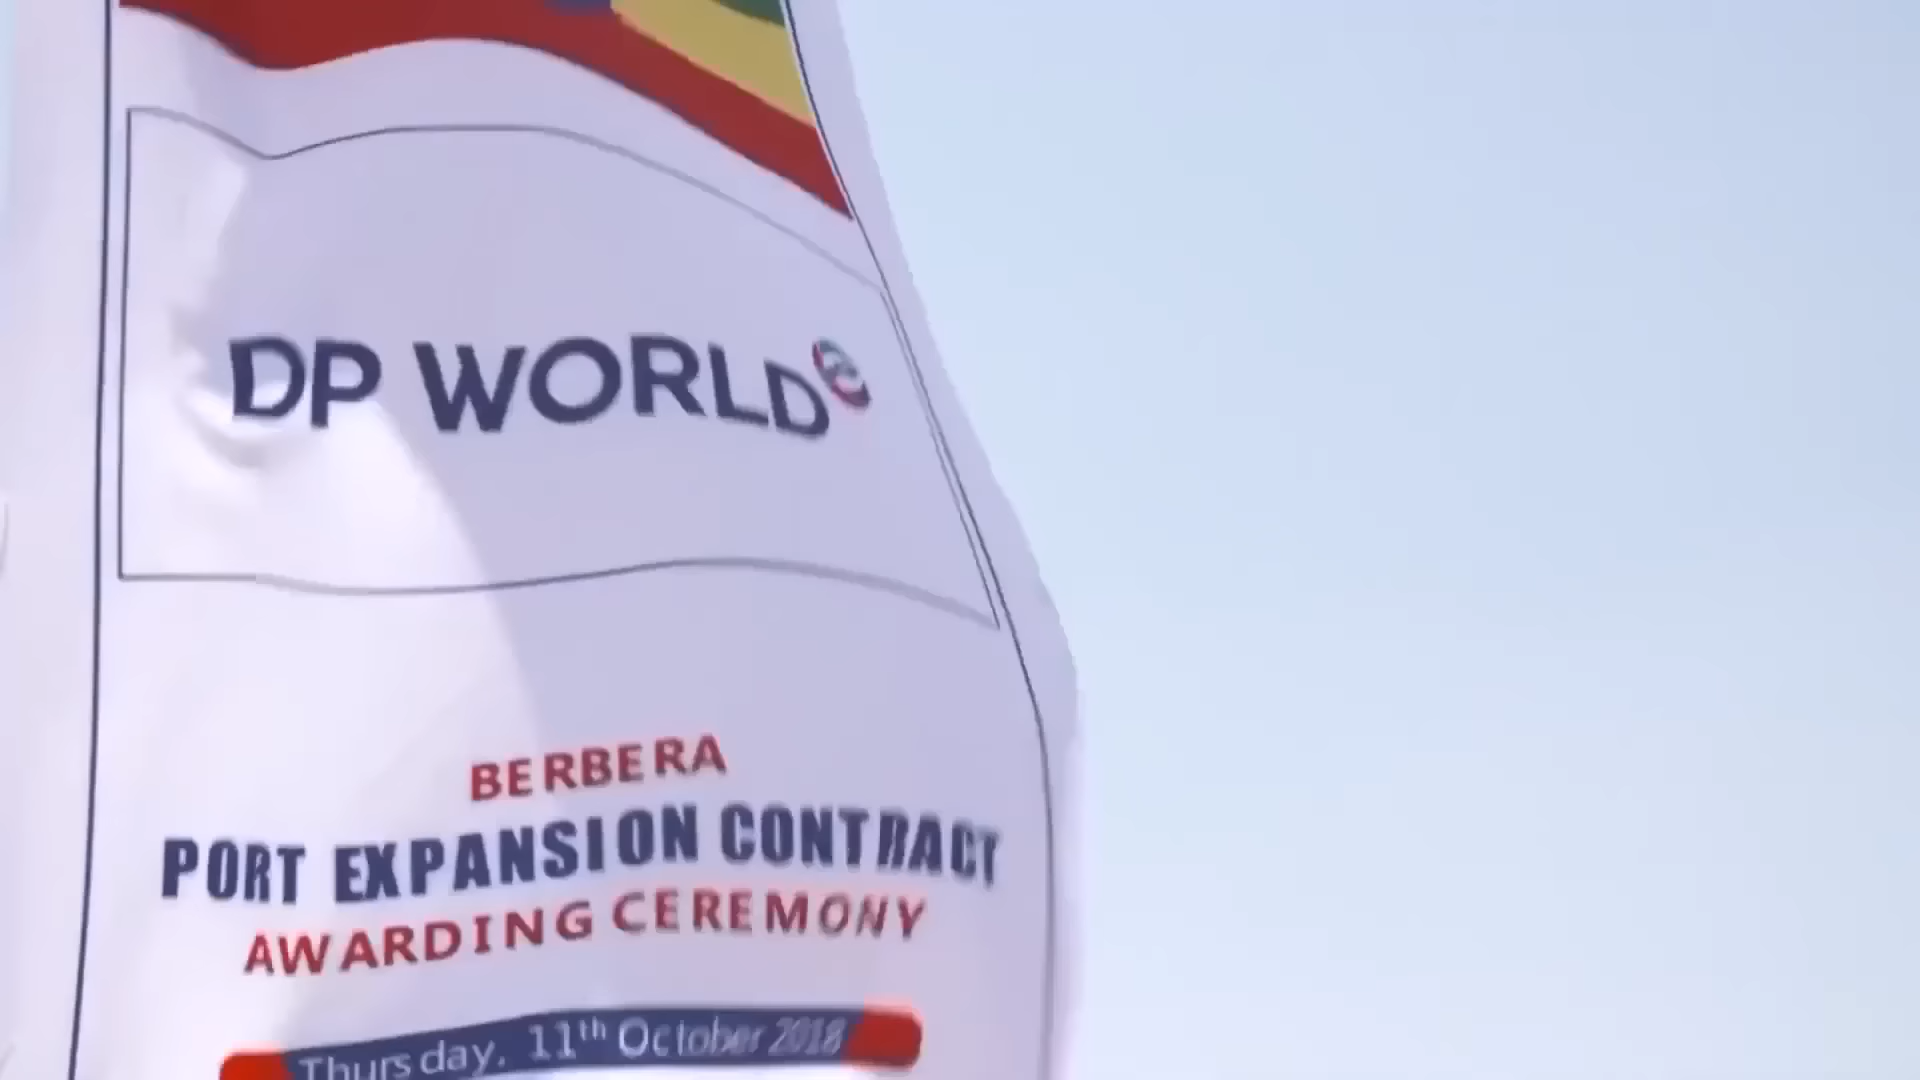 DP WORLD
BERBERA
PORT EXPANSION CONTRACT
AWARDING CEREMONY
Thursday, 11th October 2018